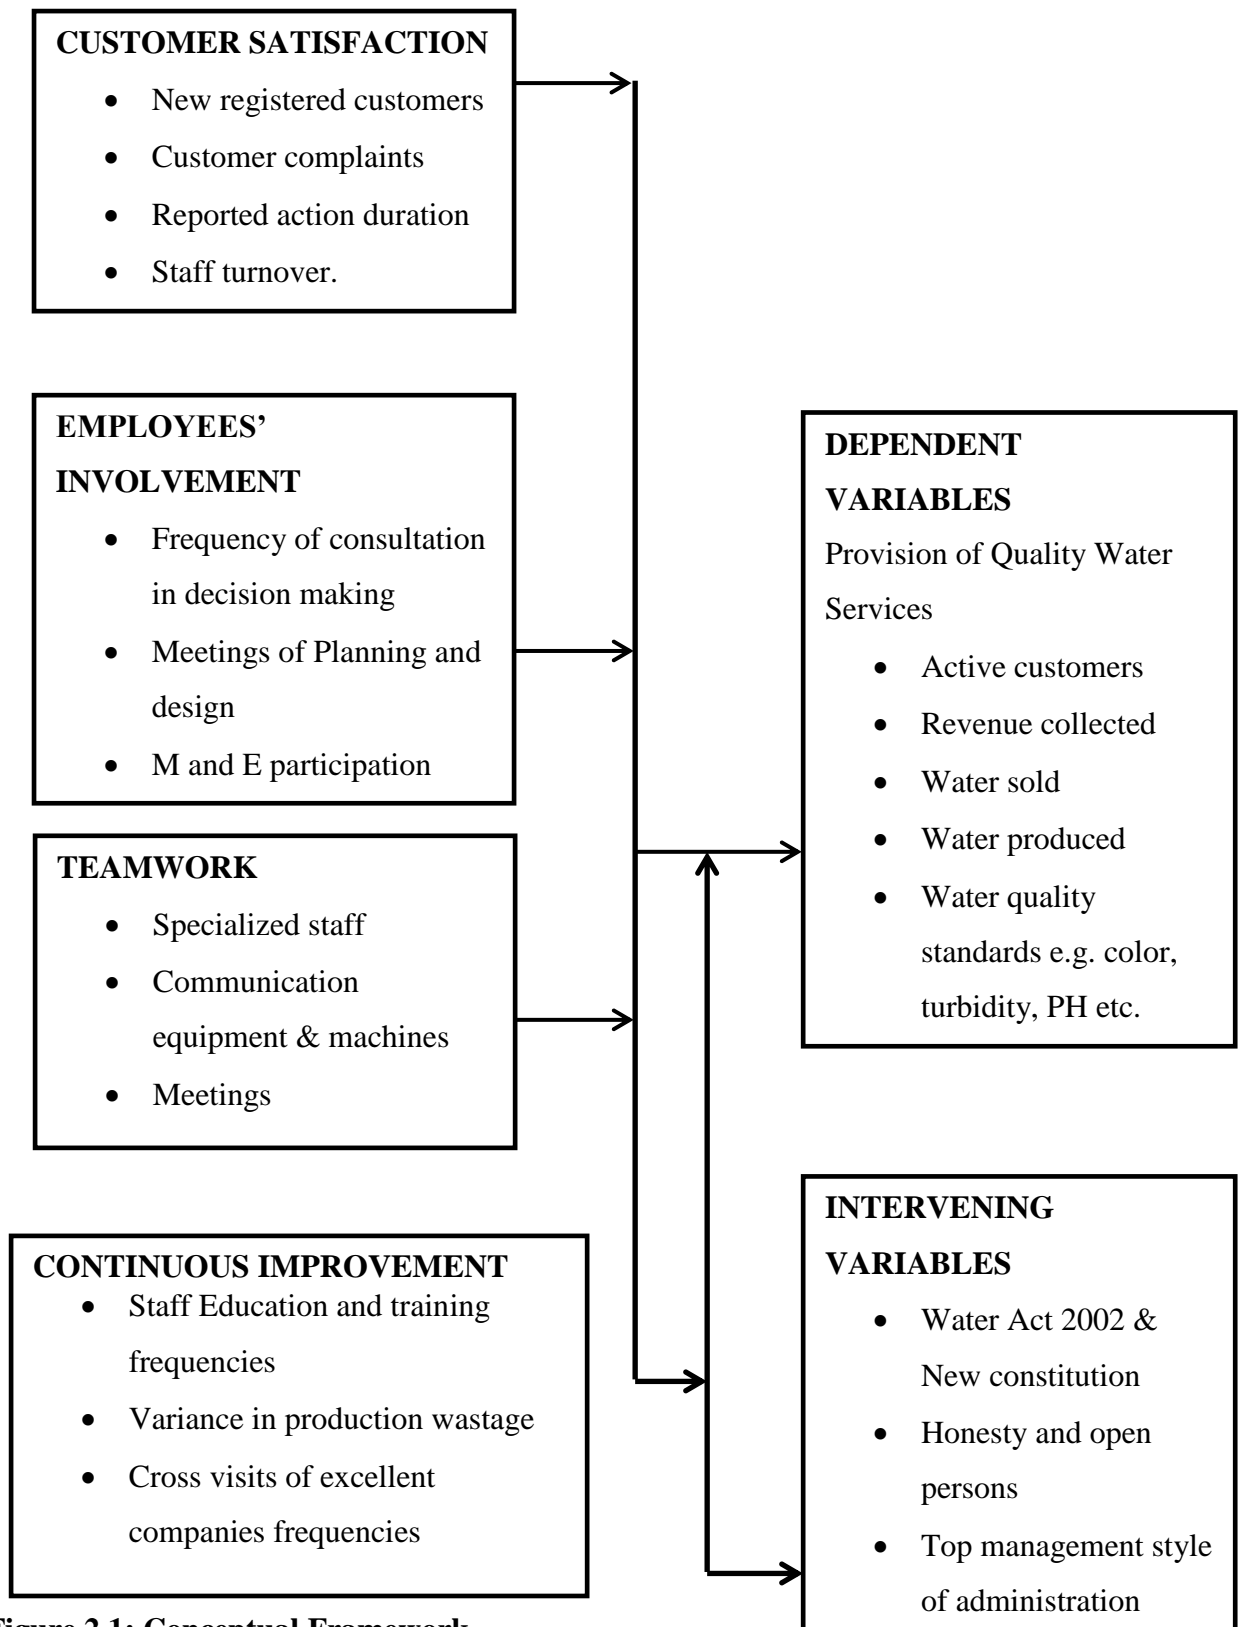 CUSTOMER SATISFACTION
• New registered customers
• Customer complaints
• Reported action duration
• Staff turnover.
EMPLOYEES’
INVOLVEMENT
• Frequency of consultation
in decision making
• Meetings of Planning and
design
• M and E participation
TEAMWORK
• Specialized staff
• Communication
equipment & machines
• Meetings
CONTINUOUS IMPROVEMENT
• Staff Education and training
frequencies
• Variance in production wastage
• Cross visits of excellent
companies frequencies
DEPENDENT
VARIABLES
Provision of Quality Water
Services
• Active customers
• Revenue collected
• Water sold
• Water produced
• Water quality
standards e.g. color,
turbidity, PH etc.
INTERVENING
VARIABLES
• Water Act 2002 &
New constitution
• Honesty and open
persons
• Top management style
of administration
Figure 2.1: Conceptual Framework